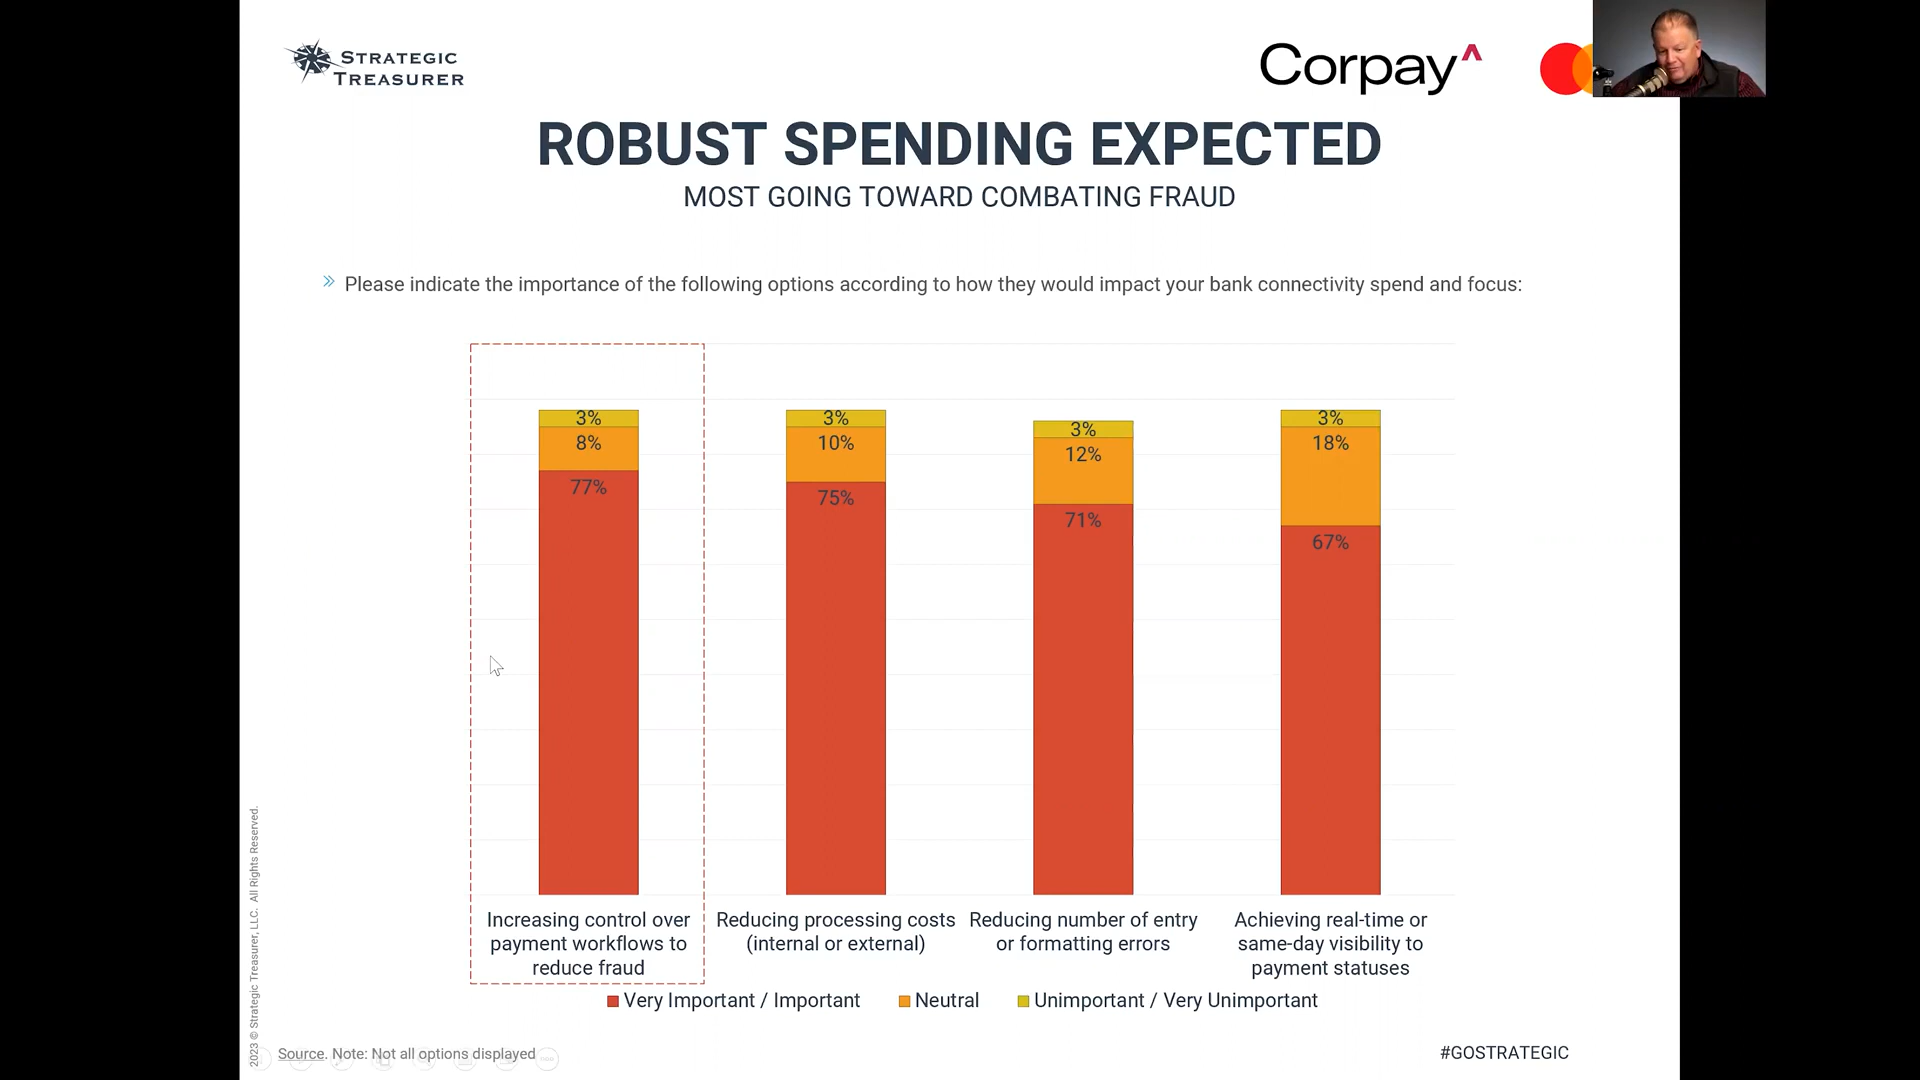 STRATEGIC
TREASURER
Corpay^
ROBUST SPENDING EXPECTED
MOST GOING TOWARD COMBATING FRAUD
Please indicate the importance of the following options according to how they would impact your bank connectivity spend and focus:
3%
8%
77%
3%
10%
75%
3%
12%
71%
3%
18%
67%
Increasing control over
payment workflows to
reduce fraud
Reducing processing costs
(internal or external)
Reducing number of entry
or formatting errors
Achieving real-time or
same-day visibility to
payment statuses
Very Important / Important
Neutral
Unimportant / Very Unimportant
2023 © Strategic Treasurer, LLC. All Rights Reserved.
Source. Note: Not all options displayed
#GOSTRATEGIC